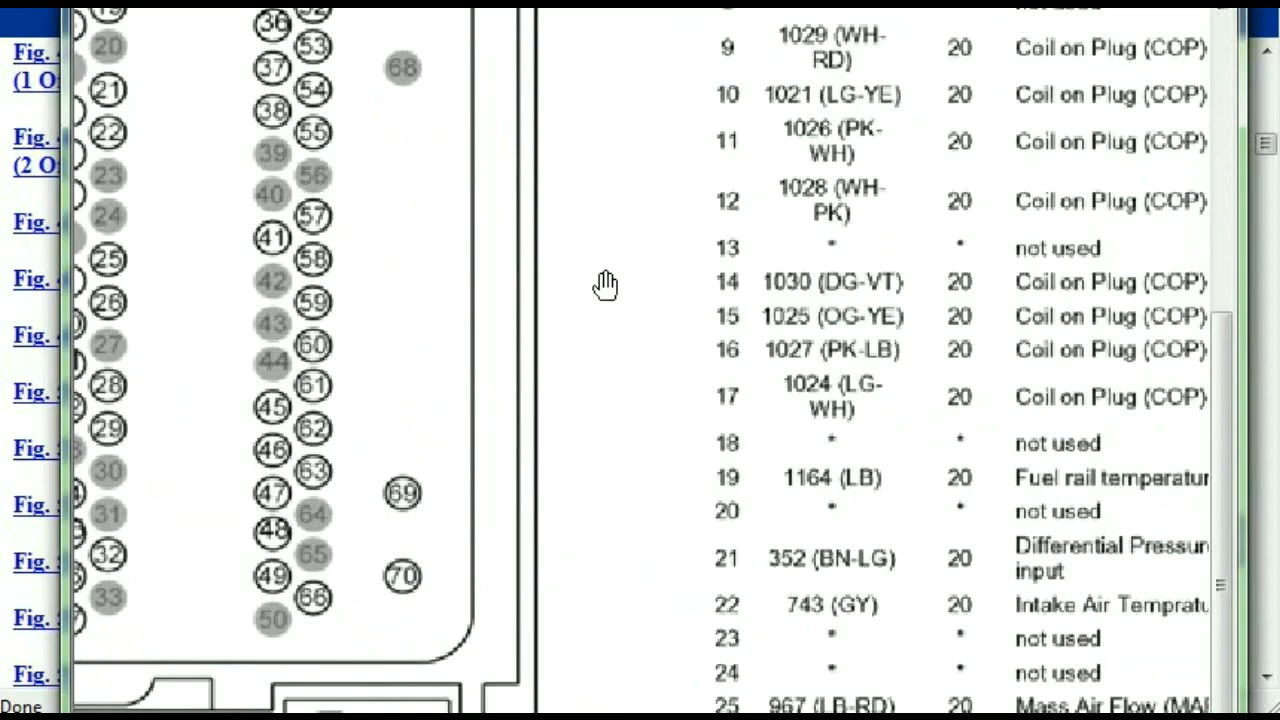 Fig.
(1 O
Fig.
(2 O
Fig.
Fig.
Fig.
Fig.
Fig.
Fig.
Fig.
Fig.
Fig.
Done
20
21
22
23
24
25
26
27
28
29
30
31
32
33
36
37
38
39
40
41
42
43
44
45
46
47
48
49
50
53
54
55
56
57
58
59
60
61
62
63
64
65
66
68
69
70
9 1029 (WH-RD) 20 Coil on Plug (COP)
10 1021 (LG-YE) 20 Coil on Plug (COP)
11 1026 (PK-WH) 20 Coil on Plug (COP)
12 1028 (WH-PK) 20 Coil on Plug (COP)
13 * * not used
14 1030 (DG-VT) 20 Coil on Plug (COP)
15 1025 (OG-YE) 20 Coil on Plug (COP)
16 1027 (PK-LB) 20 Coil on Plug (COP)
17 1024 (LG-WH) 20 Coil on Plug (COP)
18 * * not used
19 1164 (LB) 20 Fuel rail temperatur
20 * * not used
21 352 (BN-LG) 20 Differential Pressur
input
22 743 (GY) 20 Intake Air Tempratu
23 * * not used
24 * * not used
25 967 (LB-RD) 20 Mass Air Flow (MAF